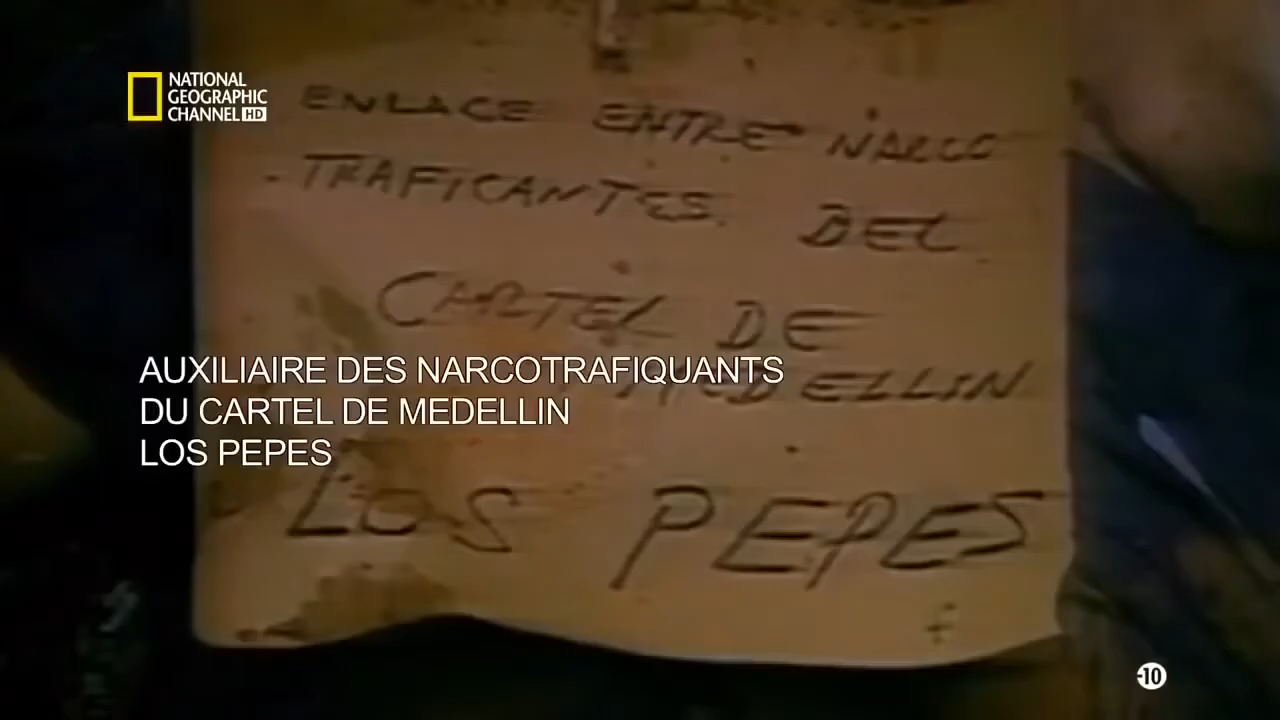 NATIONAL
GEOGRAPHIC
CHANNEL HD
ENLACE ENTRE NARCO
TRAFICANTES DEL
CARTEL DE
MEDELLIN
AUXILIAIRE DES NARCOTRAFIQUANTS
DU CARTEL DE MEDELLIN
LOS PEPES
LOS PEPES
-10